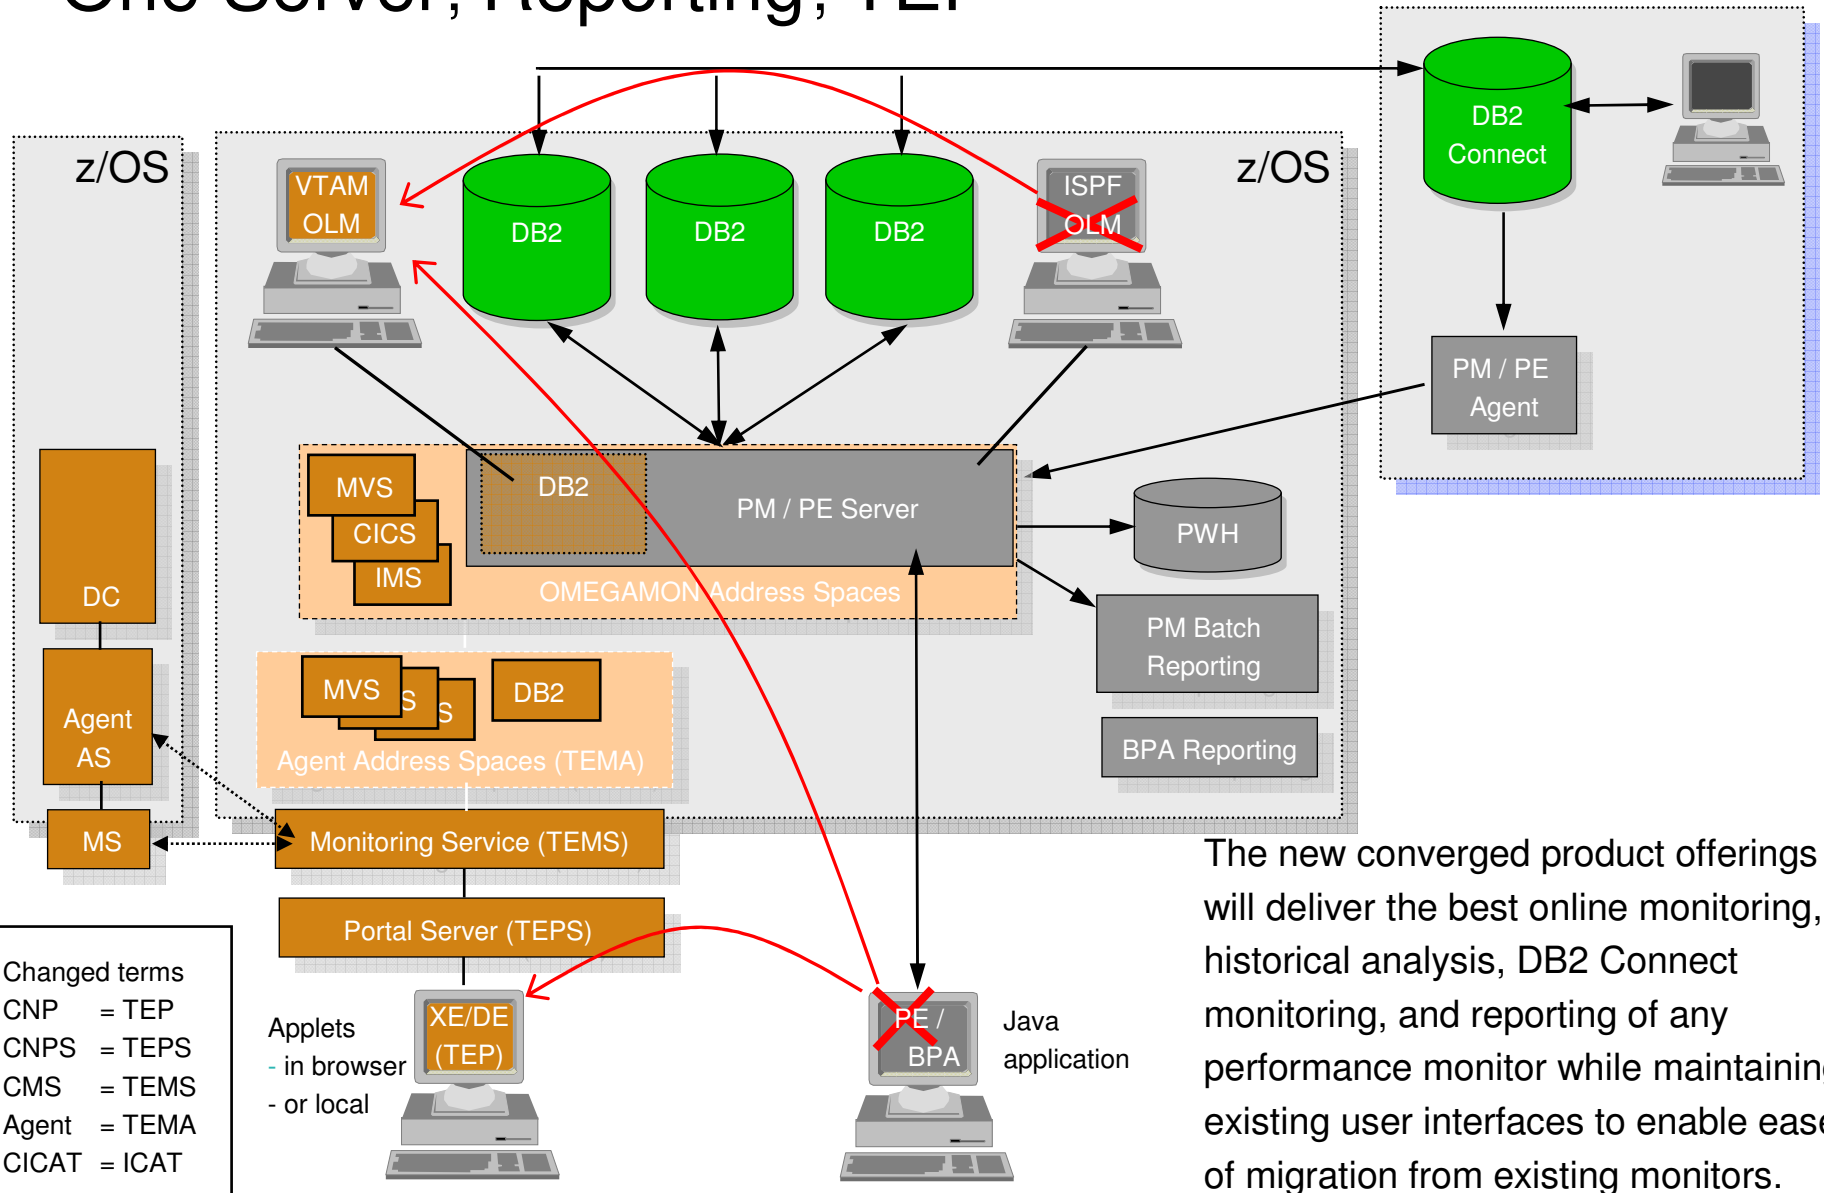 One Server, Reporting, TEP
z/OS
VTAM
OLM
DB2
DB2
DB2
ISPF
OLM
z/OS
DB2
Connect
PM / PE
Agent
DC
Agent
AS
MS
MVS
CICS
IMS
DB2
PM / PE Server
OMEGAMON Address Spaces
PWH
PM Batch
Reporting
BPA Reporting
MVS
S
S
DB2
Agent Address Spaces (TEMA)
Monitoring Service (TEMS)
Portal Server (TEPS)
Changed terms
CNP = TEP
CNPS = TEPS
CMS = TEMS
Agent = TEMA
CICAT = ICAT
Applets
- in browser
- or local
XE/DE
(TEP)
PE /
BPA
Java
application
The new converged product offerings
will deliver the best online monitoring,
historical analysis, DB2 Connect
monitoring, and reporting of any
performance monitor while maintaining
existing user interfaces to enable ease
of migration from existing monitors.